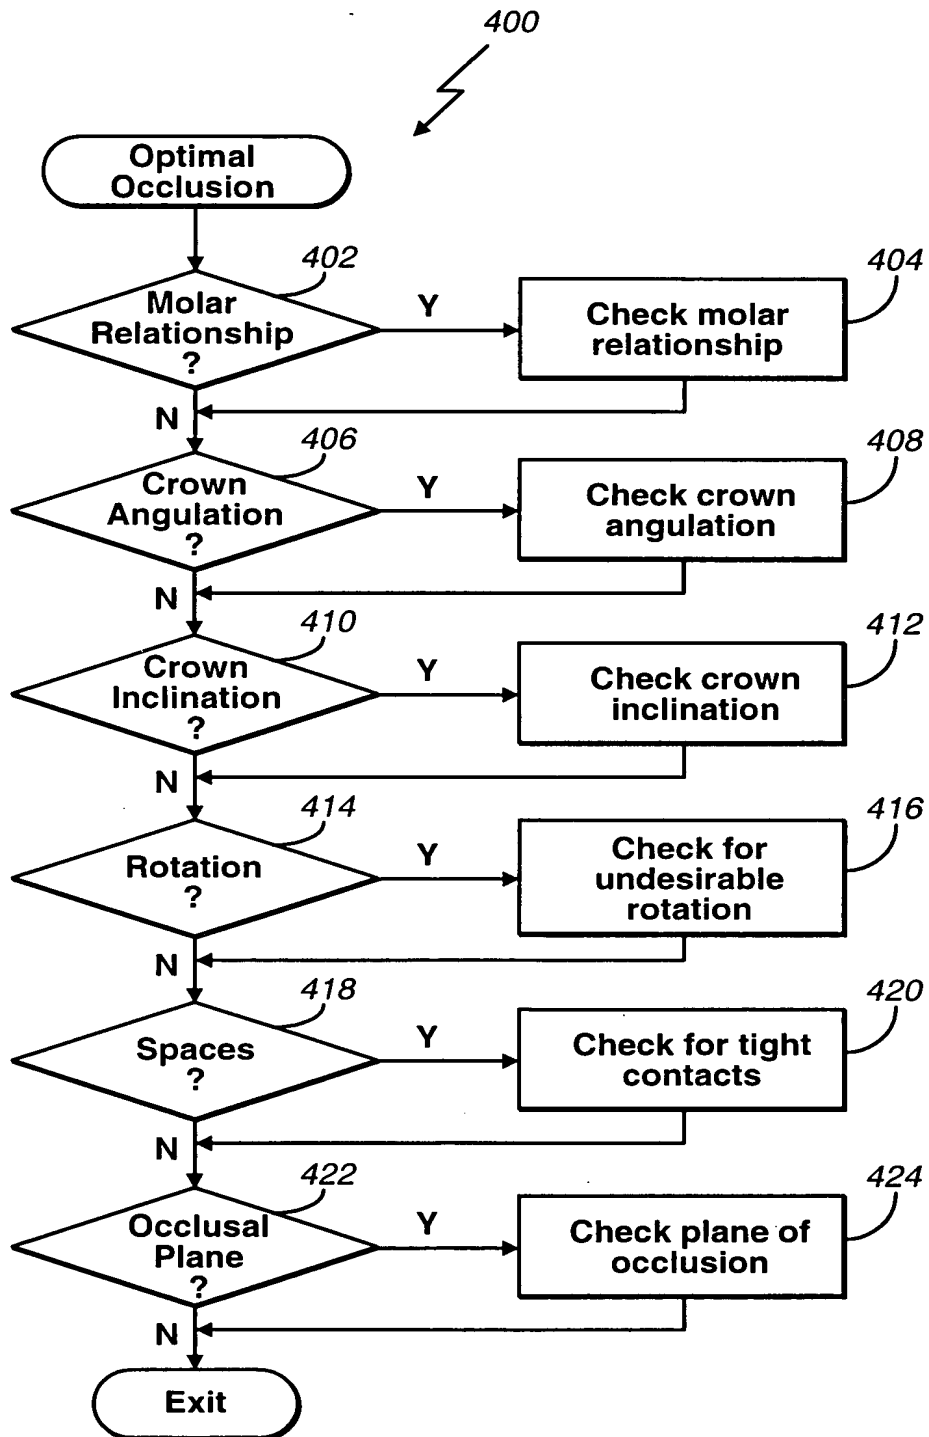 400
Optimal
Occlusion
402
Molar
Relationship
?
Y
404
Check molar
relationship
N
406
Crown
Angulation
?
Y
408
Check crown
angulation
N
410
Crown
Inclination
?
Y
412
Check crown
inclination
N
414
Rotation
?
Y
416
Check for
undesirable
rotation
N
418
Spaces
?
Y
420
Check for tight
contacts
N
422
Occlusal
Plane
?
Y
424
Check plane of
occlusion
N
Exit